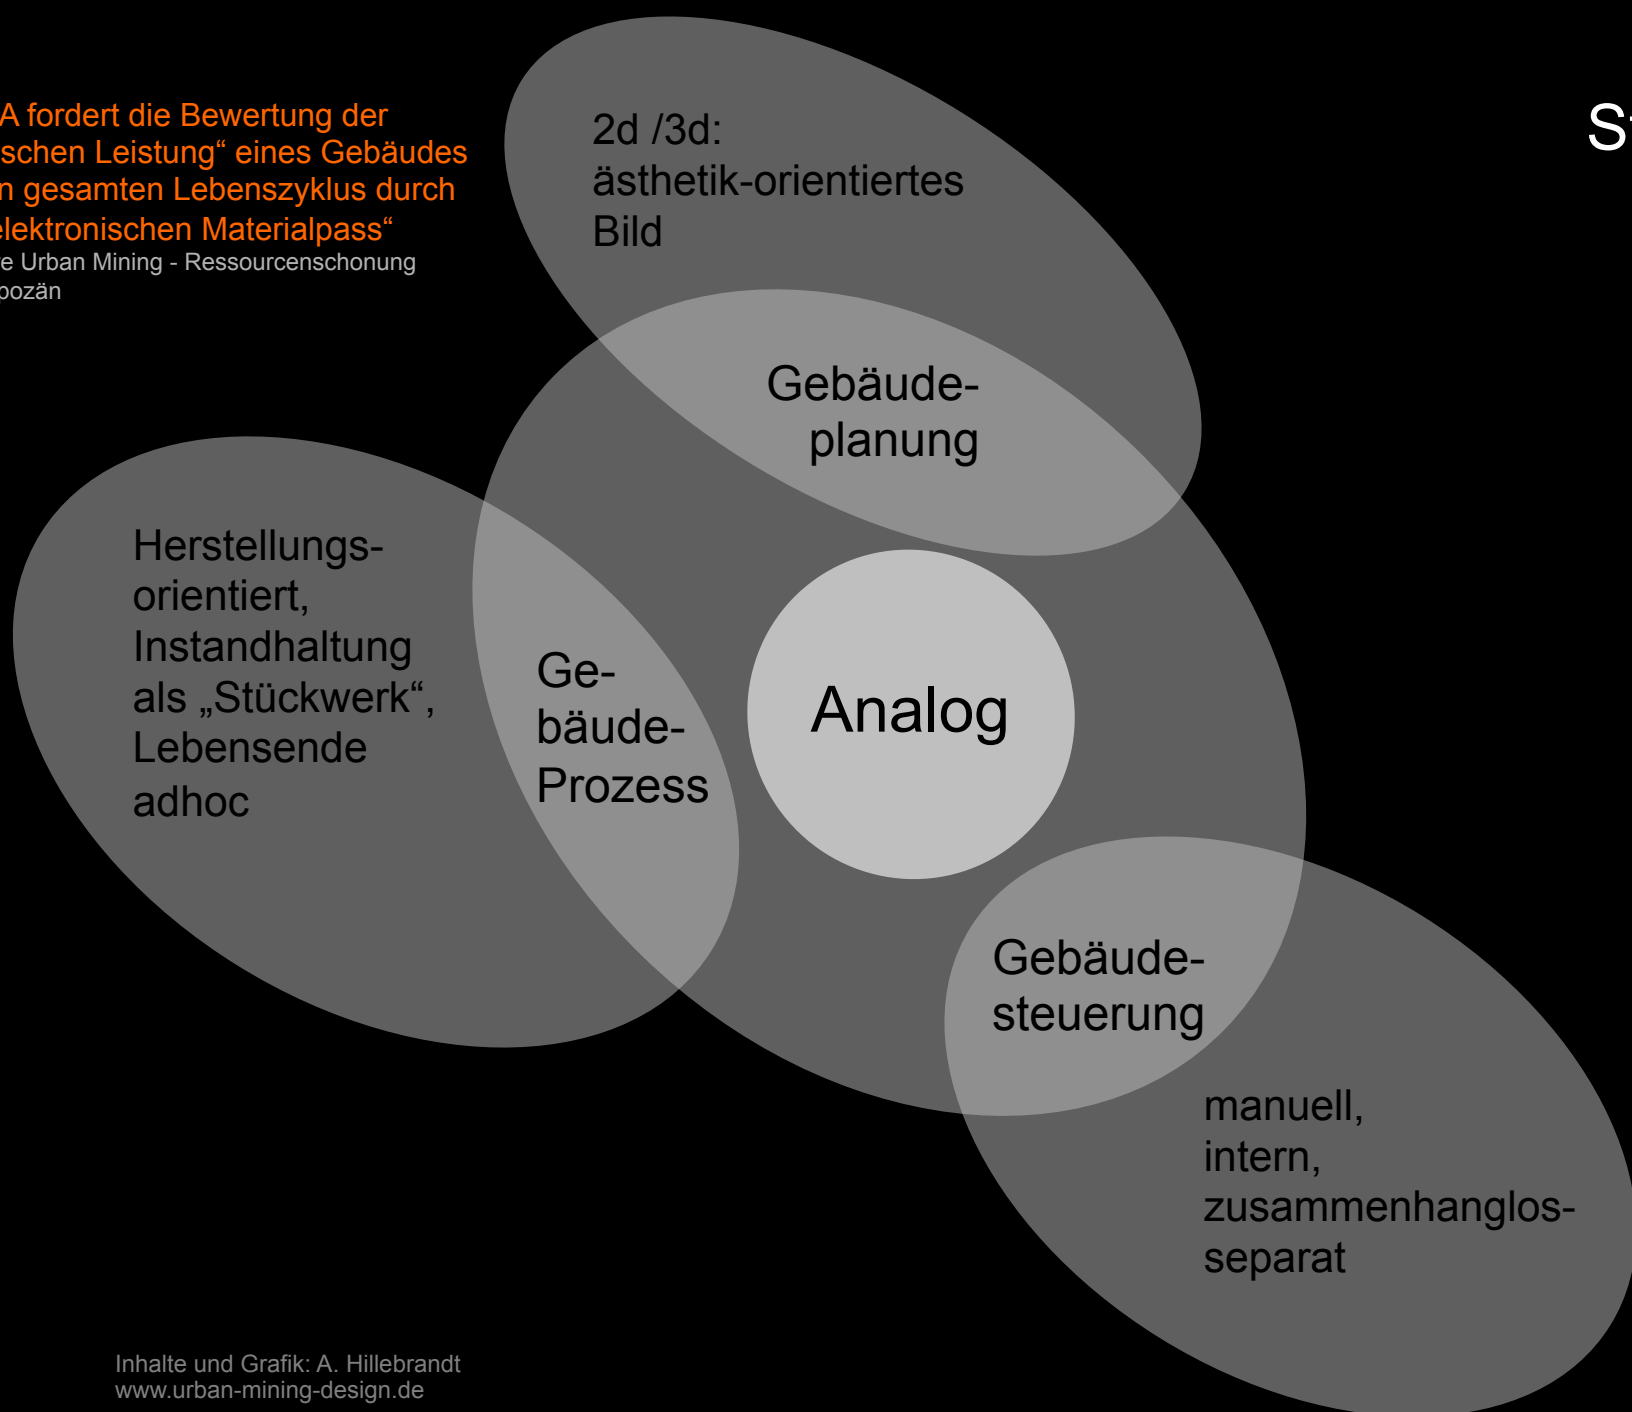 A fordert die Bewertung der
schen Leistung“ eines Gebäudes
n gesamten Lebenszyklus durch
elektronischen Materialpass“
re Urban Mining - Ressourcenschonung
pozän
St
2d /3d:
ästhetik-orientiertes
Bild
Gebäude-
planung
Herstellungs-
orientiert,
Instandhaltung
als „Stückwerk“,
Lebensende
adhoc
Ge-
bäude-
Prozess
Analog
Gebäude-
steuerung
manuell,
intern,
zusammenhanglos-
separat
Inhalte und Grafik: A. Hillebrandt
www.urban-mining-design.de